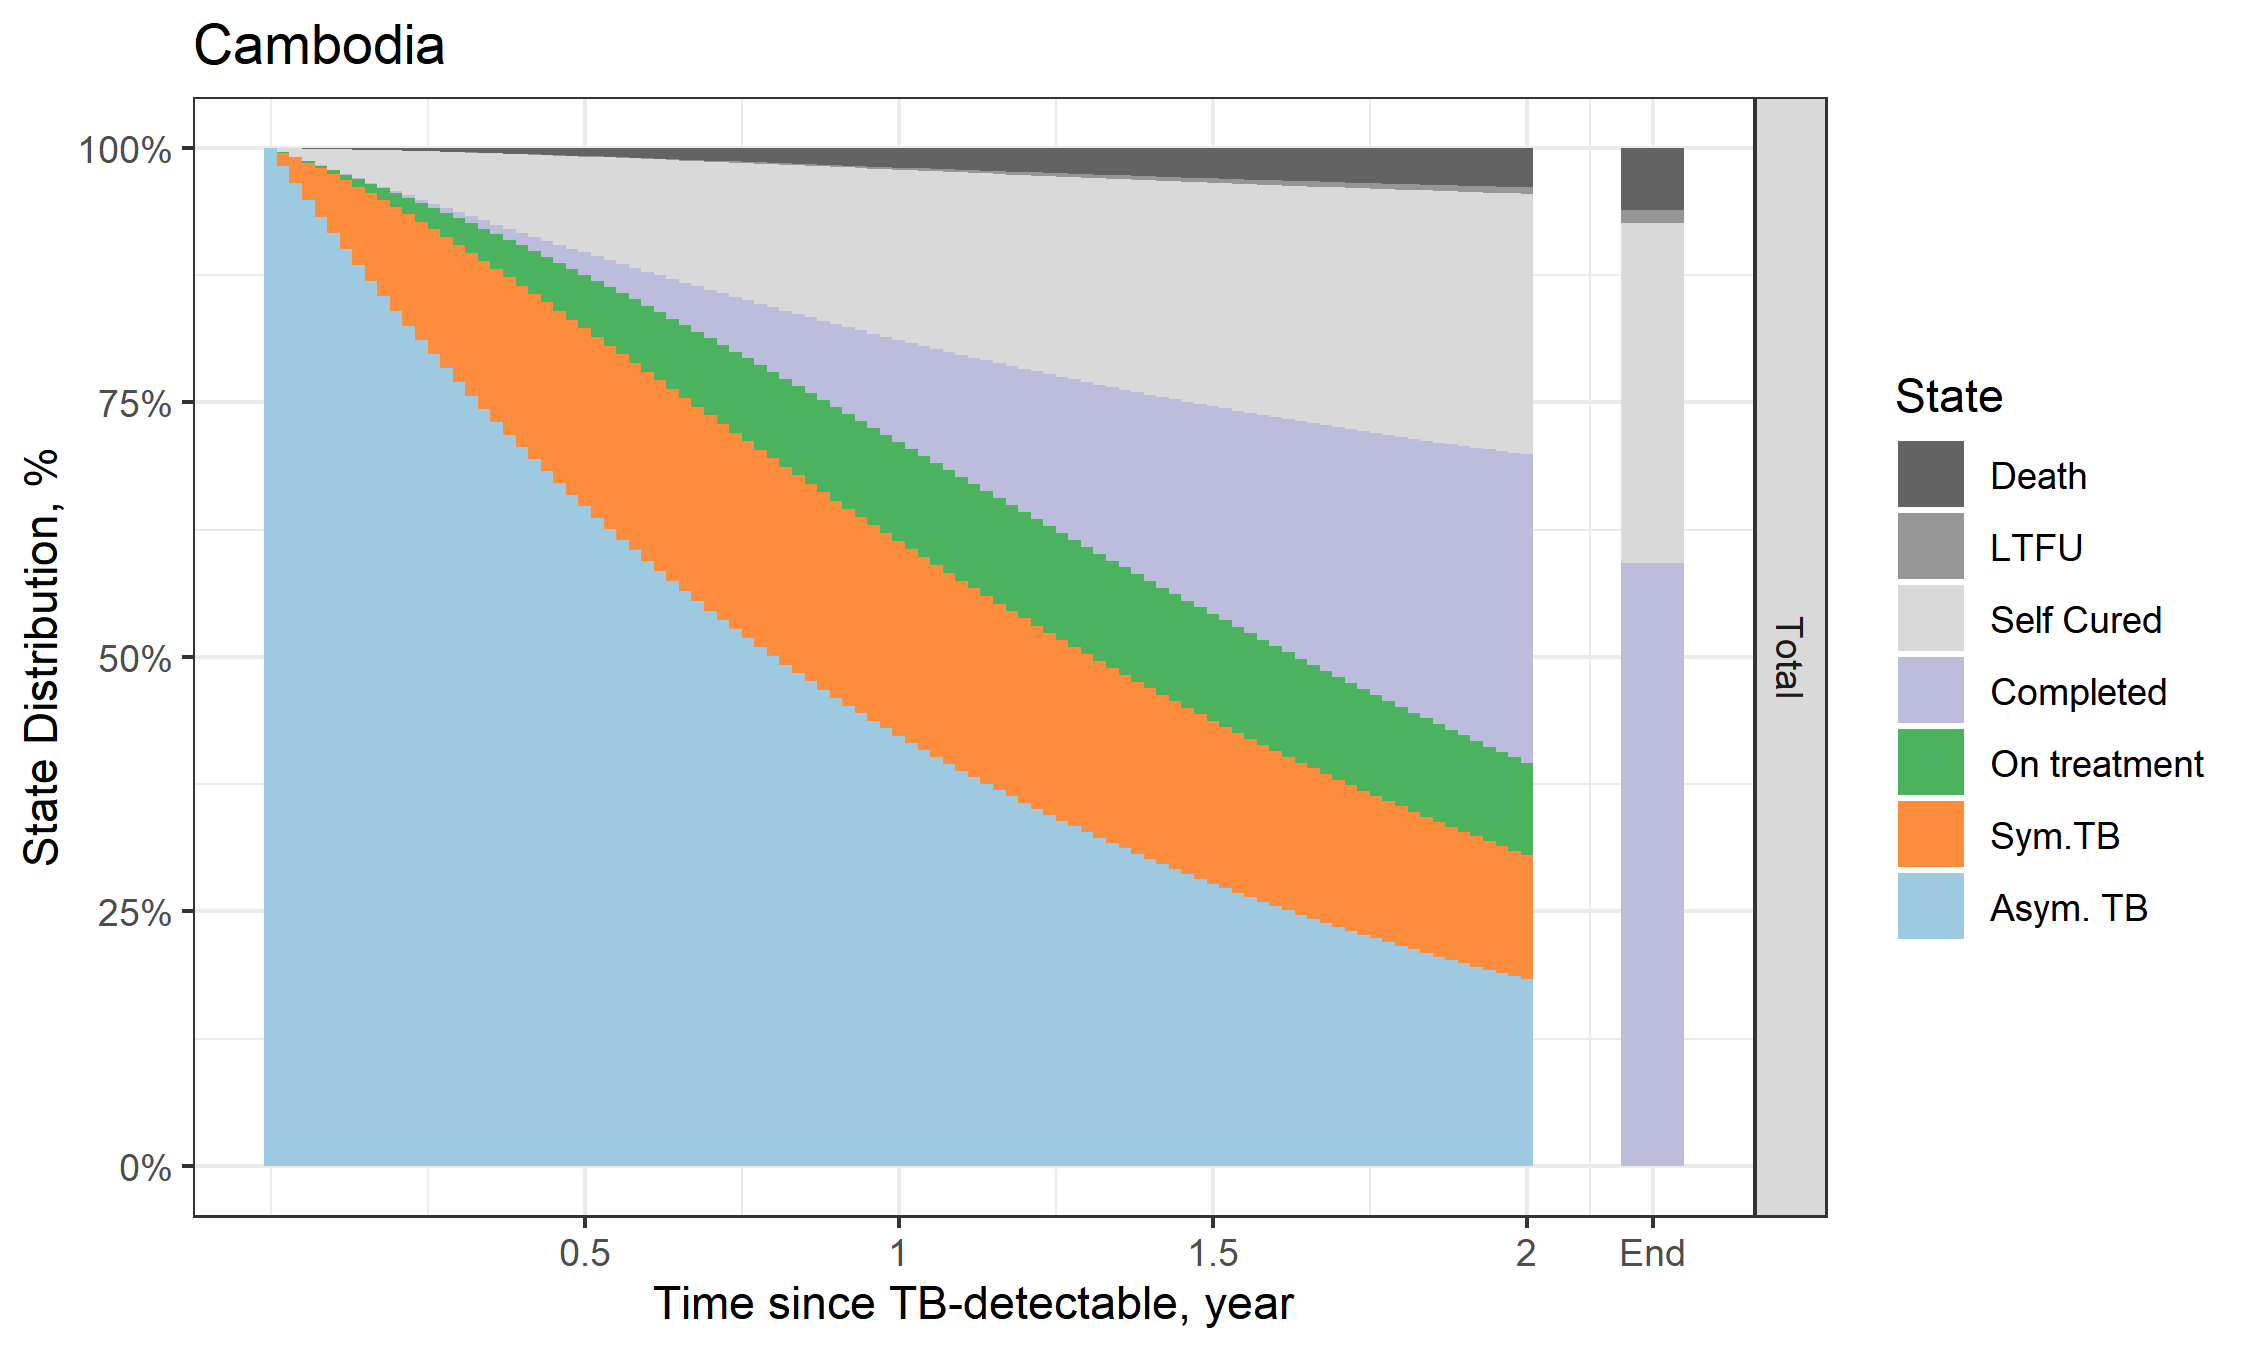 Cambodia
100%
75%
50%
25%
0%
State Distribution, %
0.5
1
1.5
2
End
Time since TB-detectable, year
Total
State
Death
LTFU
Self Cured
Completed
On treatment
Sym.TB
Asym. TB